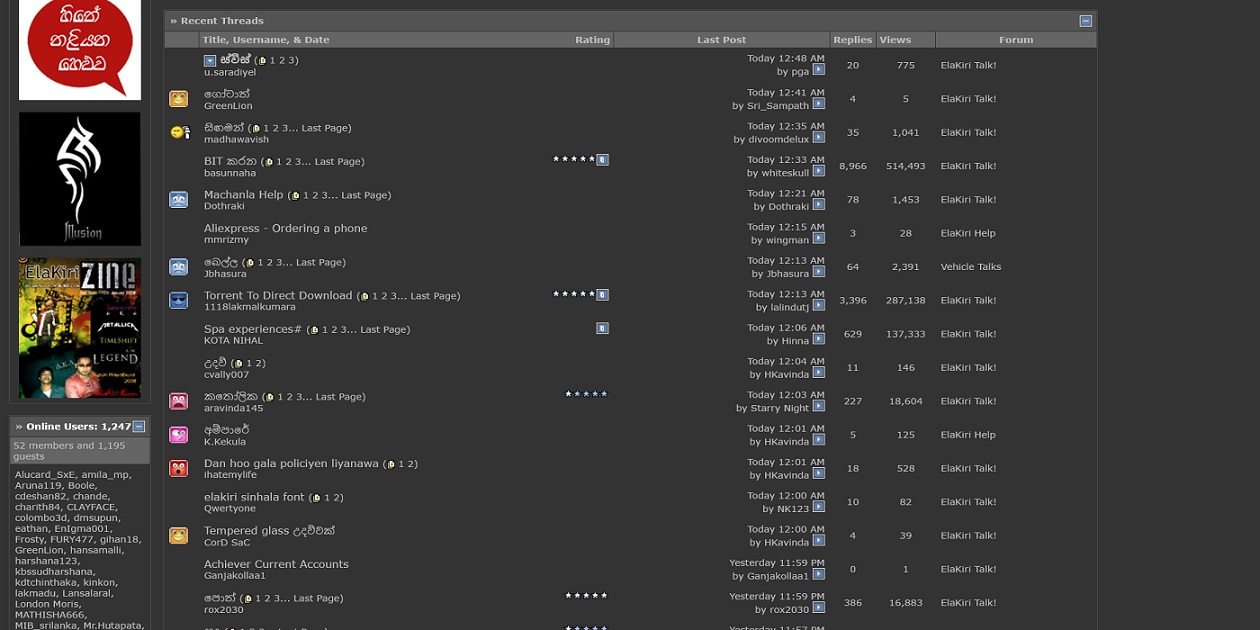 හිතේ
නළියන
හෙළුව
Illusion
ElaKiri ZINE
METALLICA
TIMESHIFT
LEGEND
Online Users: 1,247
52 members and 1,195
guests
Alucard_SxE, amila_mp,
Aruna119, Boole,
cdeshan82, chande,
charith84, CLAYFACE,
colombo3d, dmsupun,
eathan, EnIgma001,
Frosty, FURY477, gihan18,
GreenLion, hansamalli,
harshana123,
kbssudharshana,
kdtchinthaka, kinkon,
lakmadu, Lansalaral,
London Moris,
MATHISHA666,
MIB_srilanka, Mr.Hutapata,
» Recent Threads
Title, Username, & Date Rating Last Post Replies Views Forum
ස්විස් ( 1 2 3) Today 12:48 AM
u.saradiyel by pga 20 775 ElaKiri Talk!
ගෝටාත් Today 12:41 AM
GreenLion by Sri_Sampath 4 5 ElaKiri Talk!
සිඟමන් ( 1 2 3... Last Page) Today 12:35 AM
madhawavish by divoomdelux 35 1,041 ElaKiri Talk!
BIT කරන ( 1 2 3... Last Page) Today 12:33 AM
basunnaha by whiteskull 8,966 514,493 ElaKiri Talk!
Machanla Help ( 1 2 3... Last Page) Today 12:21 AM
Dothraki by Dothraki 78 1,453 ElaKiri Talk!
Aliexpress - Ordering a phone Today 12:15 AM
mmrizmy by wingman 3 28 ElaKiri Help
බෙල්ල ( 1 2 3... Last Page) Today 12:13 AM
Jbhasura by Jbhasura 64 2,391 Vehicle Talks
Torrent To Direct Download ( 1 2 3... Last Page) Today 12:13 AM
1118lakmalkumara by lalindutj 3,396 287,138 ElaKiri Talk!
Spa experiences# ( 1 2 3... Last Page) Today 12:06 AM
KOTA NIHAL by Hinna 629 137,333 ElaKiri Talk!
උදව් ( 1 2) Today 12:04 AM
cvally007 by HKavinda 11 146 ElaKiri Talk!
කතෝලික ( 1 2 3... Last Page) Today 12:03 AM
aravinda145 by Starry Night 227 18,604 ElaKiri Talk!
අම්පාරේ Today 12:01 AM
K.Kekula by HKavinda 5 125 ElaKiri Help
Dan hoo gala policiyen liyanawa ( 1 2) Today 12:01 AM
ihatemylife by HKavinda 18 528 ElaKiri Talk!
elakiri sinhala font ( 1 2) Today 12:00 AM
Qwertyone by NK123 10 82 ElaKiri Talk!
Tempered glass උදව්වක් Today 12:00 AM
CorD SaC by HKavinda 4 39 ElaKiri Talk!
Achiever Current Accounts Yesterday 11:59 PM
Ganjakollaa1 by Ganjakollaa1 0 1 ElaKiri Talk!
පොත් ( 1 2 3... Last Page) Yesterday 11:59 PM
rox2030 by rox2030 386 16,883 ElaKiri Talk!
Yesterday 11:57 PM